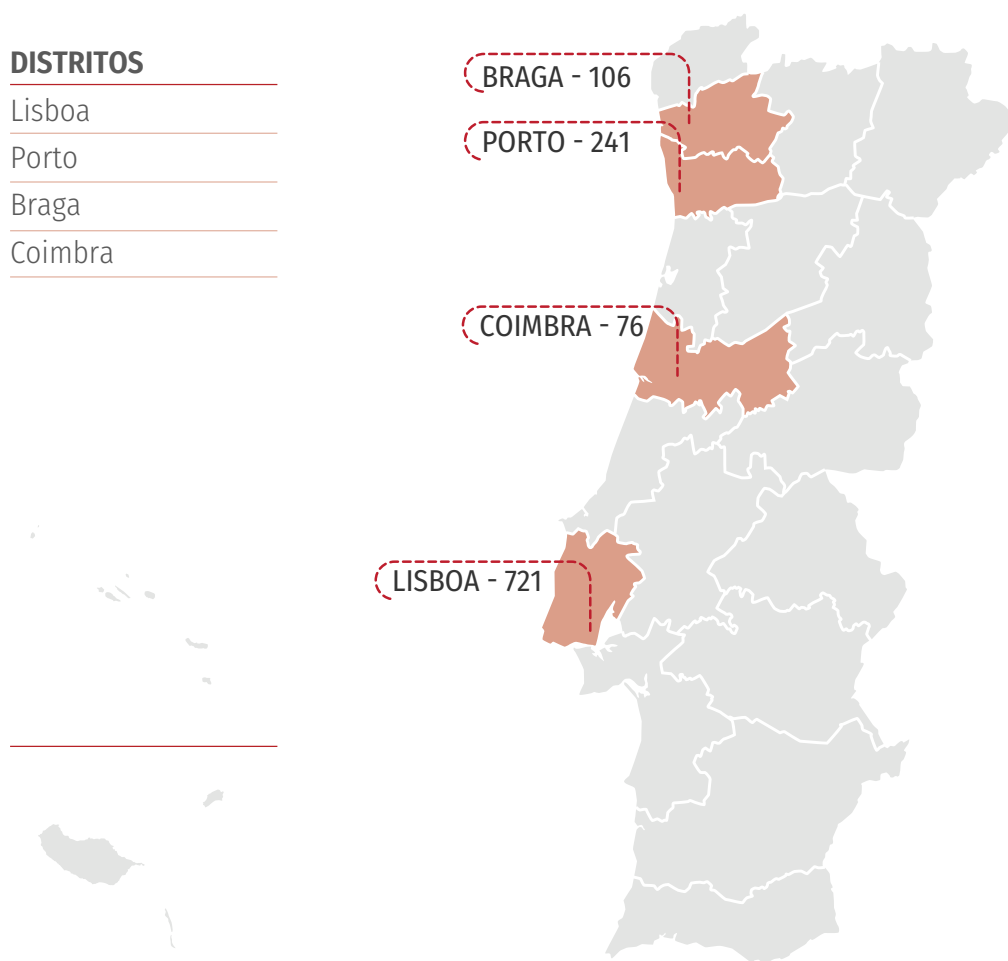 DISTRITOS
Lisboa
Porto
Braga
Coimbra
BRAGA - 106
PORTO - 241
COIMBRA - 76
LISBOA - 721